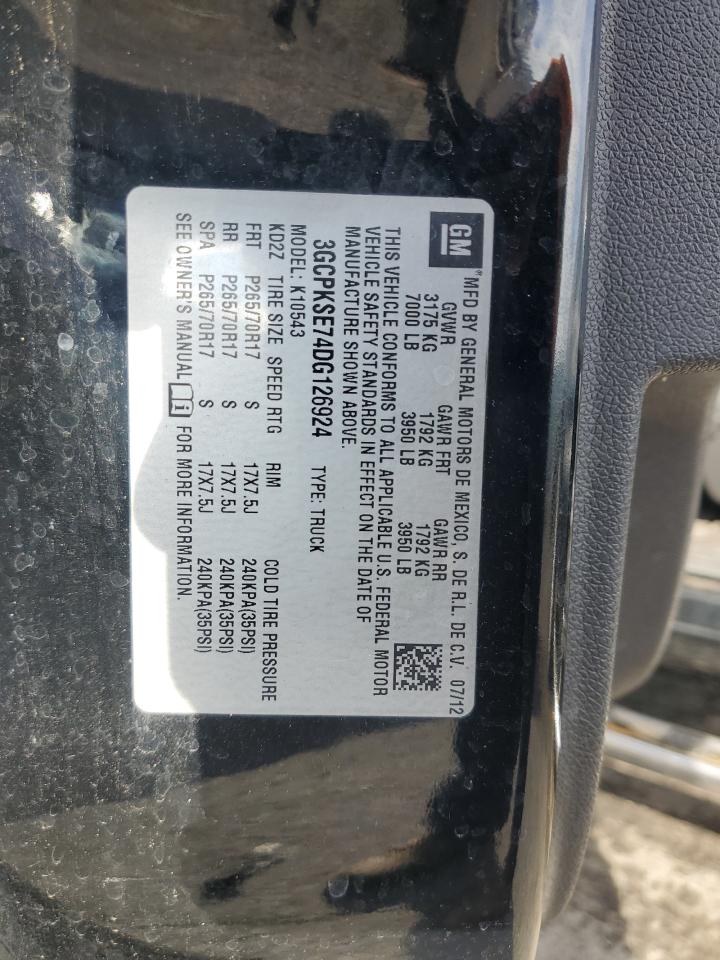 GM
MFD BY GENERAL MOTORS DE MEXICO, S. DE R.L. DE C.V. 07/12
GVWR GAWR FRT GAWR RR
3175 KG 1792 KG 1792 KG
7000 LB 3950 LB 3950 LB
THIS VEHICLE CONFORMS TO ALL APPLICABLE U.S. FEDERAL MOTOR
VEHICLE SAFETY STANDARDS IN EFFECT ON THE DATE OF
MANUFACTURE SHOWN ABOVE.
3GCPKSE74DG126924 TYPE: TRUCK
MODEL: K10543
KD2Z TIRE SIZE SPEED RTG RIM COLD TIRE PRESSURE
FRT P265/70R17 S 17X7.5J 240KPA(35PSI)
RR P265/70R17 S 17X7.5J 240KPA(35PSI)
SPA P265/70R17 S 17X7.5J 240KPA(35PSI)
SEE OWNER'S MANUAL FOR MORE INFORMATION.